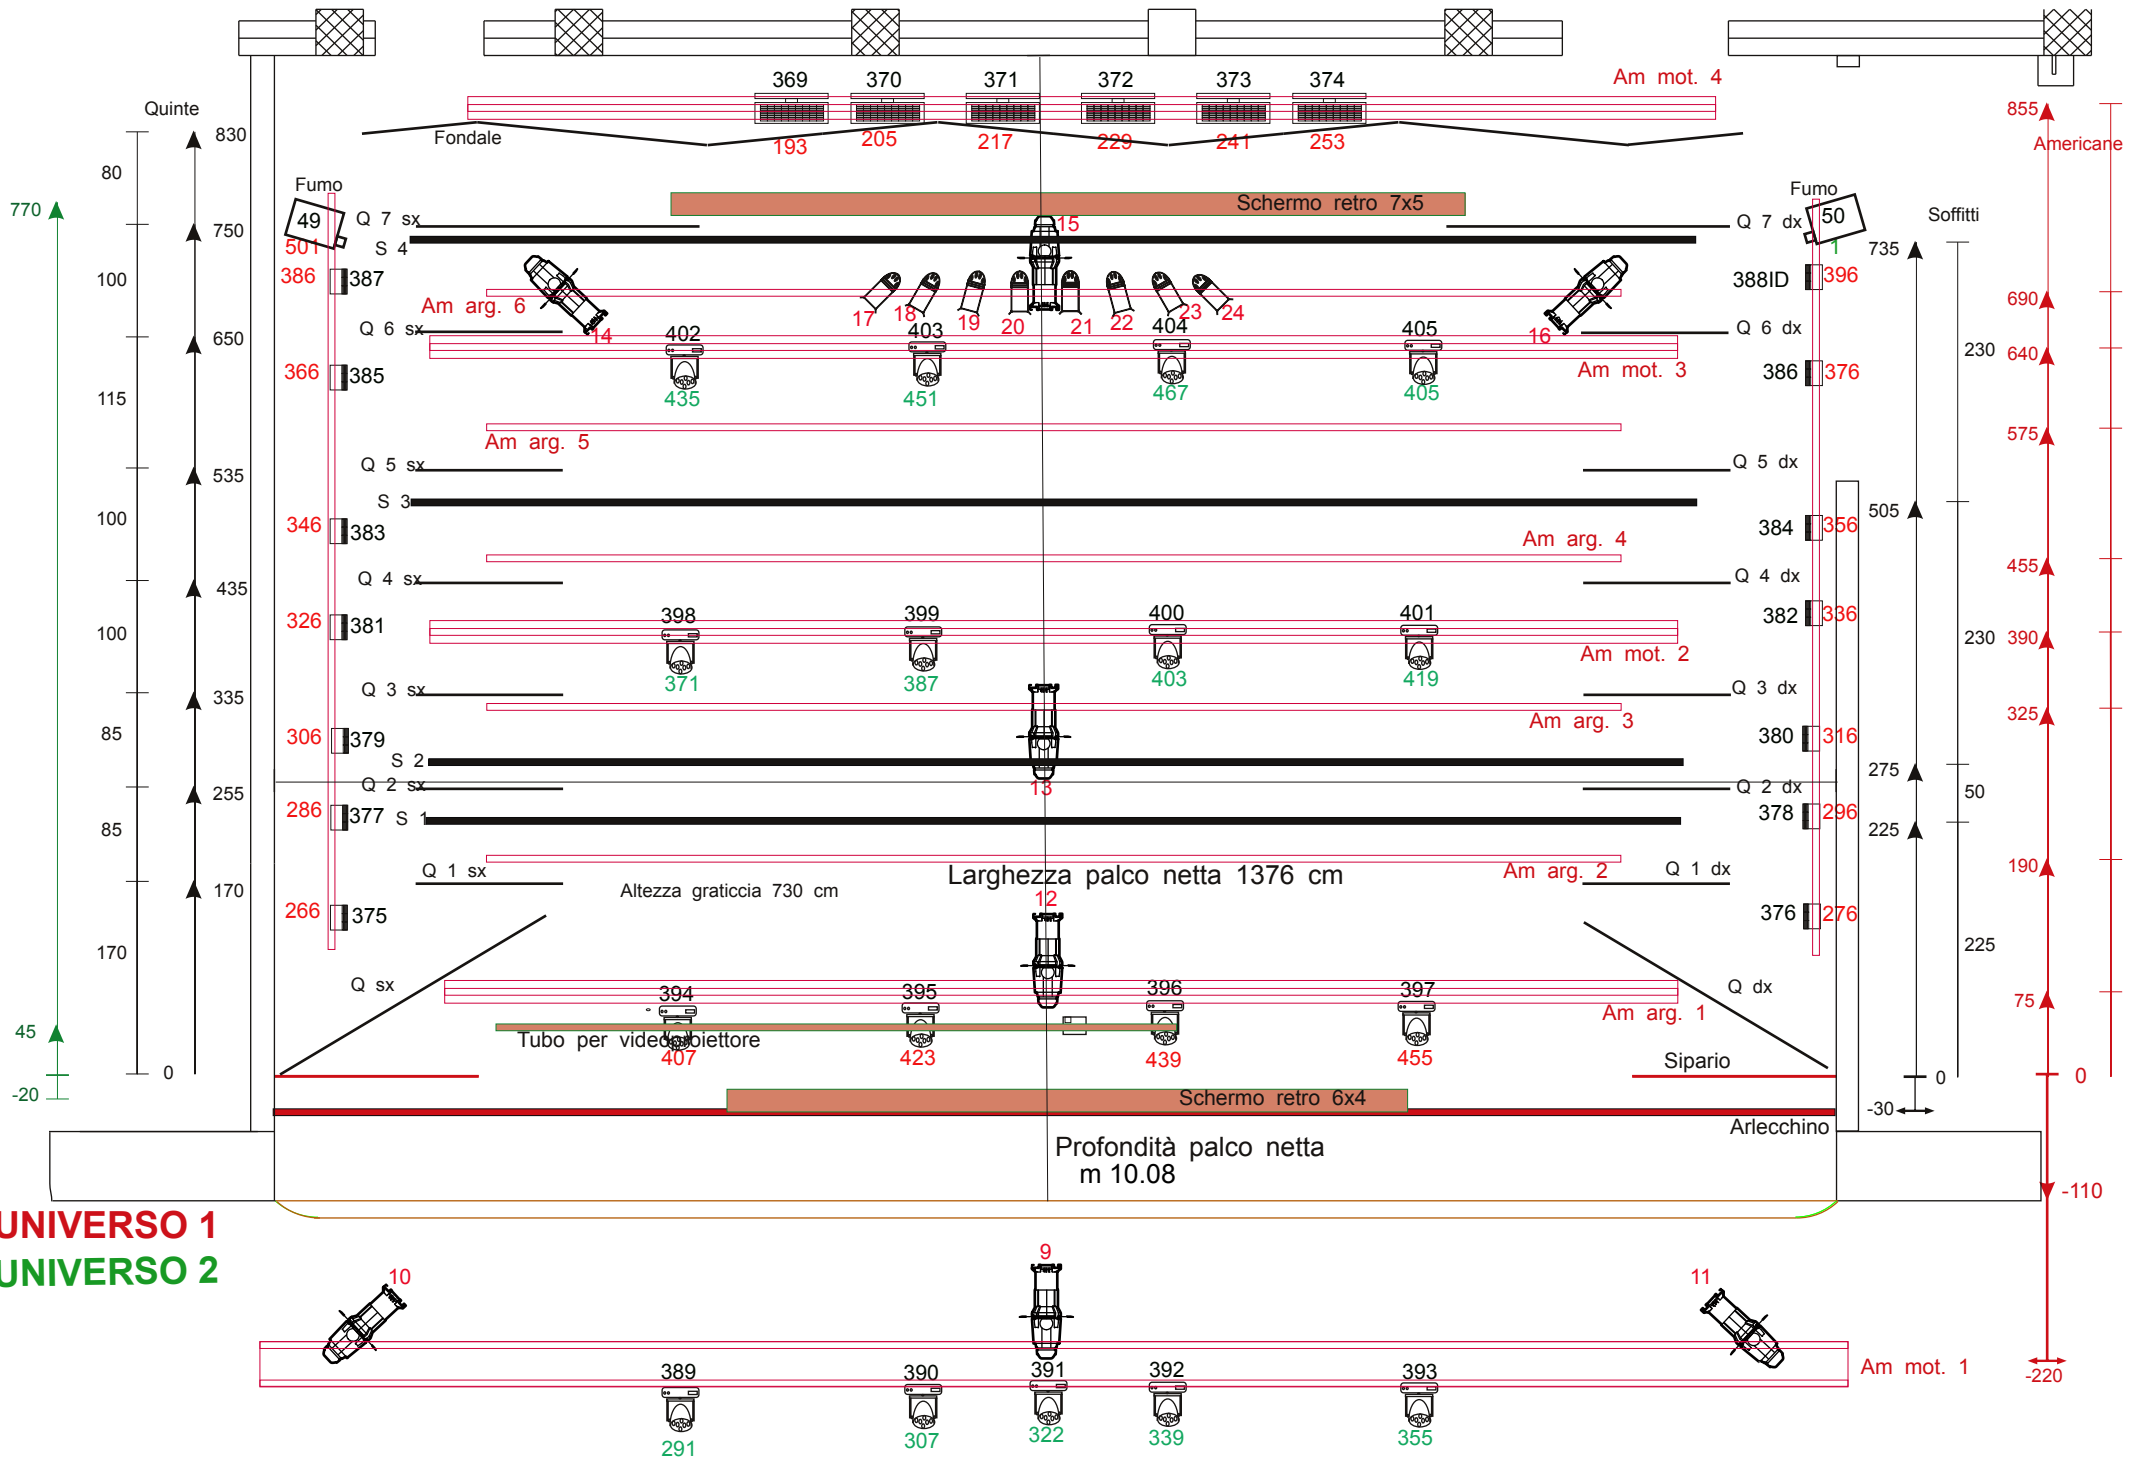 369 370 371 372 373 374 Am mot. 4
Quinte
830 Fondale 193 205 217 229 241 253
855
Americane
80
Fumo Fumo
770
49 Q 7 sx Schermo retro 7x5 Q 7 dx 50 Soffitti
15
750
501 S 4 1 735
386 387 388ID 396
100
Am arg. 6 690
17 18 19 20 21 22 23 24
Q 6 sx 14 16 Q 6 dx
650 402 403 404 405 230 640
366 385 Am mot. 3 386 376
115 435 451 467 405
Am arg. 5 575
Q 5 sx Q 5 dx
535
S 3 505
100 346 383 384 356
Am arg. 4 455
Q 4 sx Q 4 dx
435
398 399 400 401
326 381 382 336
100 230 390
Am mot. 2
371 387 403 419
Q 3 sx Q 3 dx
335
Am arg. 3 325
85 306 379 380 316
S 2 275
Q 2 sx 13 Q 2 dx
255 50
286 377 S 1 378 296
85 225
Q 1 sx Am arg. 2 Q 1 dx 190
170 Altezza graticcia 730 cm Larghezza palco netta 1376 cm
12
266 375 376 276
170 225
Q sx 394 395 396 397 Q dx
75
Am arg. 1
45 Tubo per videoproiettore
407 423 439 455
Sipario
0 0 0
-20 Schermo retro 6x4 -30
Arlecchino
Profondità palco netta
m 10.08
-110
UNIVERSO 1
UNIVERSO 2
10 9 11
389 390 391 392 393 Am mot. 1
-220
291 307 322 339 355